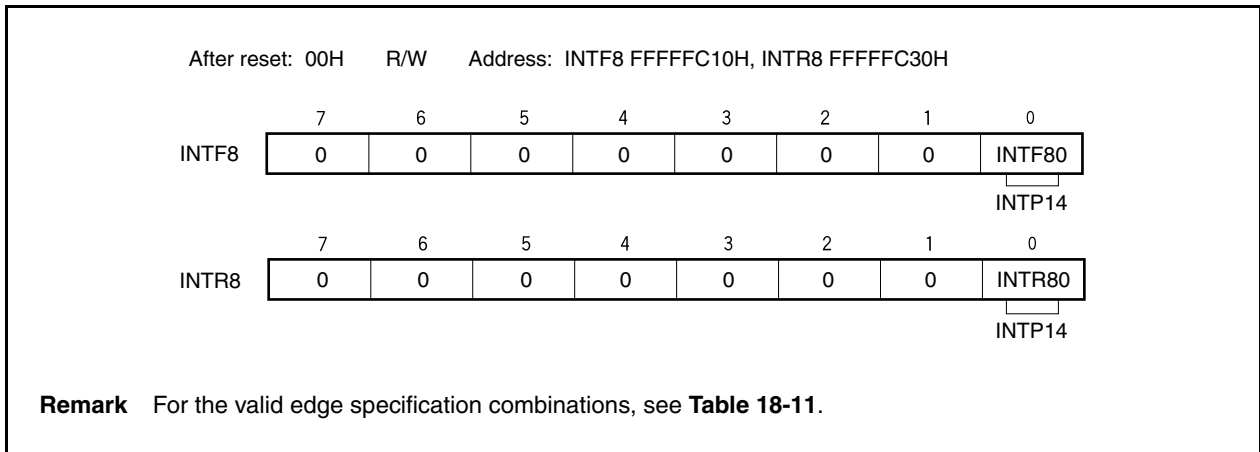 After reset: 00H R/W Address: INTF8 FFFFFC10H, INTR8 FFFFFC30H
7 6 5 4 3 2 1 0
INTF8 0 0 0 0 0 0 0 INTF80
INTP14
7 6 5 4 3 2 1 0
INTR8 0 0 0 0 0 0 0 INTR80
INTP14
Remark For the valid edge specification combinations, see Table 18-11.